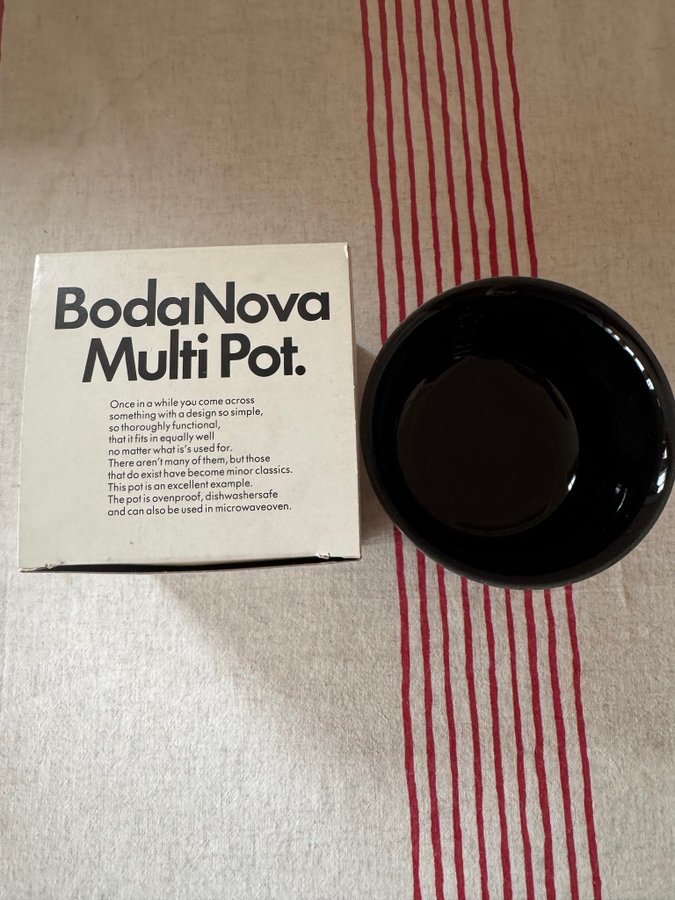 BodaNova
Multi Pot.
Once in a while you come across
something with a design so simple,
so thoroughly functional,
that it fits in equally well
no matter what is's used for.
There aren't many of them, but those
that do exist have become minor classics.
This pot is an excellent example.
The pot is ovenproof, dishwashersafe
and can also be used in microwaveoven.